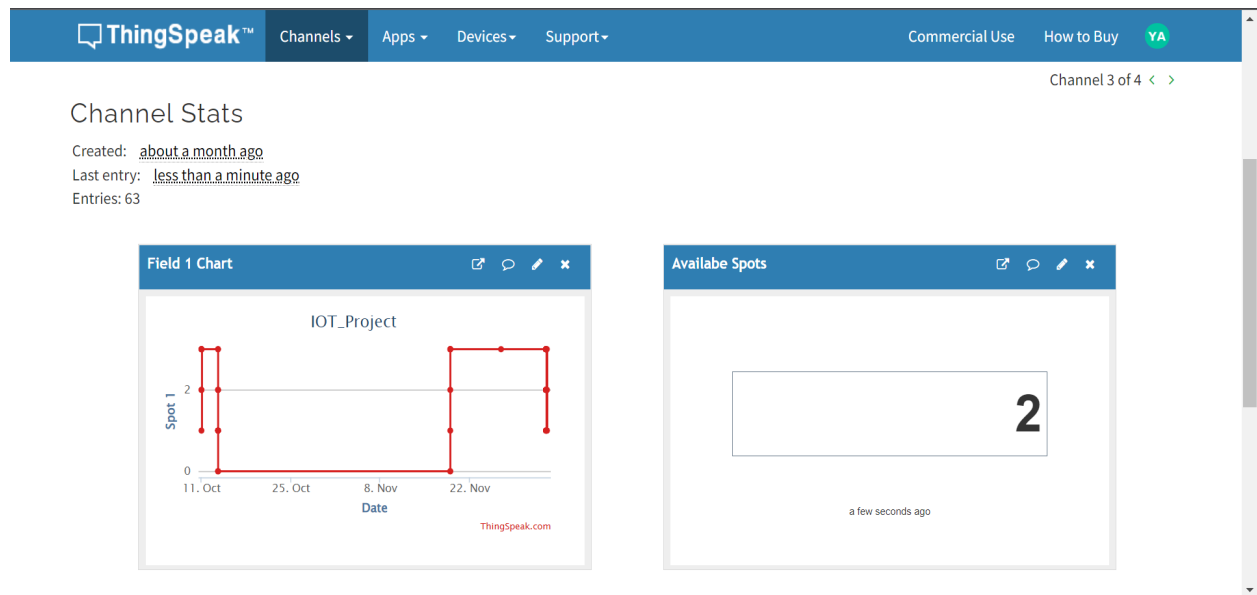 ThingSpeak™ Channels Apps Devices Support Commercial Use How to Buy YA
Channel 3 of 4
Channel Stats
Created: about a month ago
Last entry: less than a minute ago
Entries: 63
Field 1 Chart
IOT_Project
Spot 1
2
0
11. Oct 25. Oct 8. Nov 22. Nov
Date
ThingSpeak.com
Availabe Spots
2
a few seconds ago